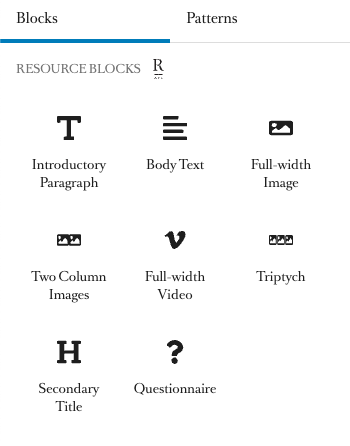 Blocks Patterns
RESOURCE BLOCKS R
Introductory Paragraph
Body Text
Full-width Image
Two Column Images
Full-width Video
Triptych
Secondary Title
Questionnaire